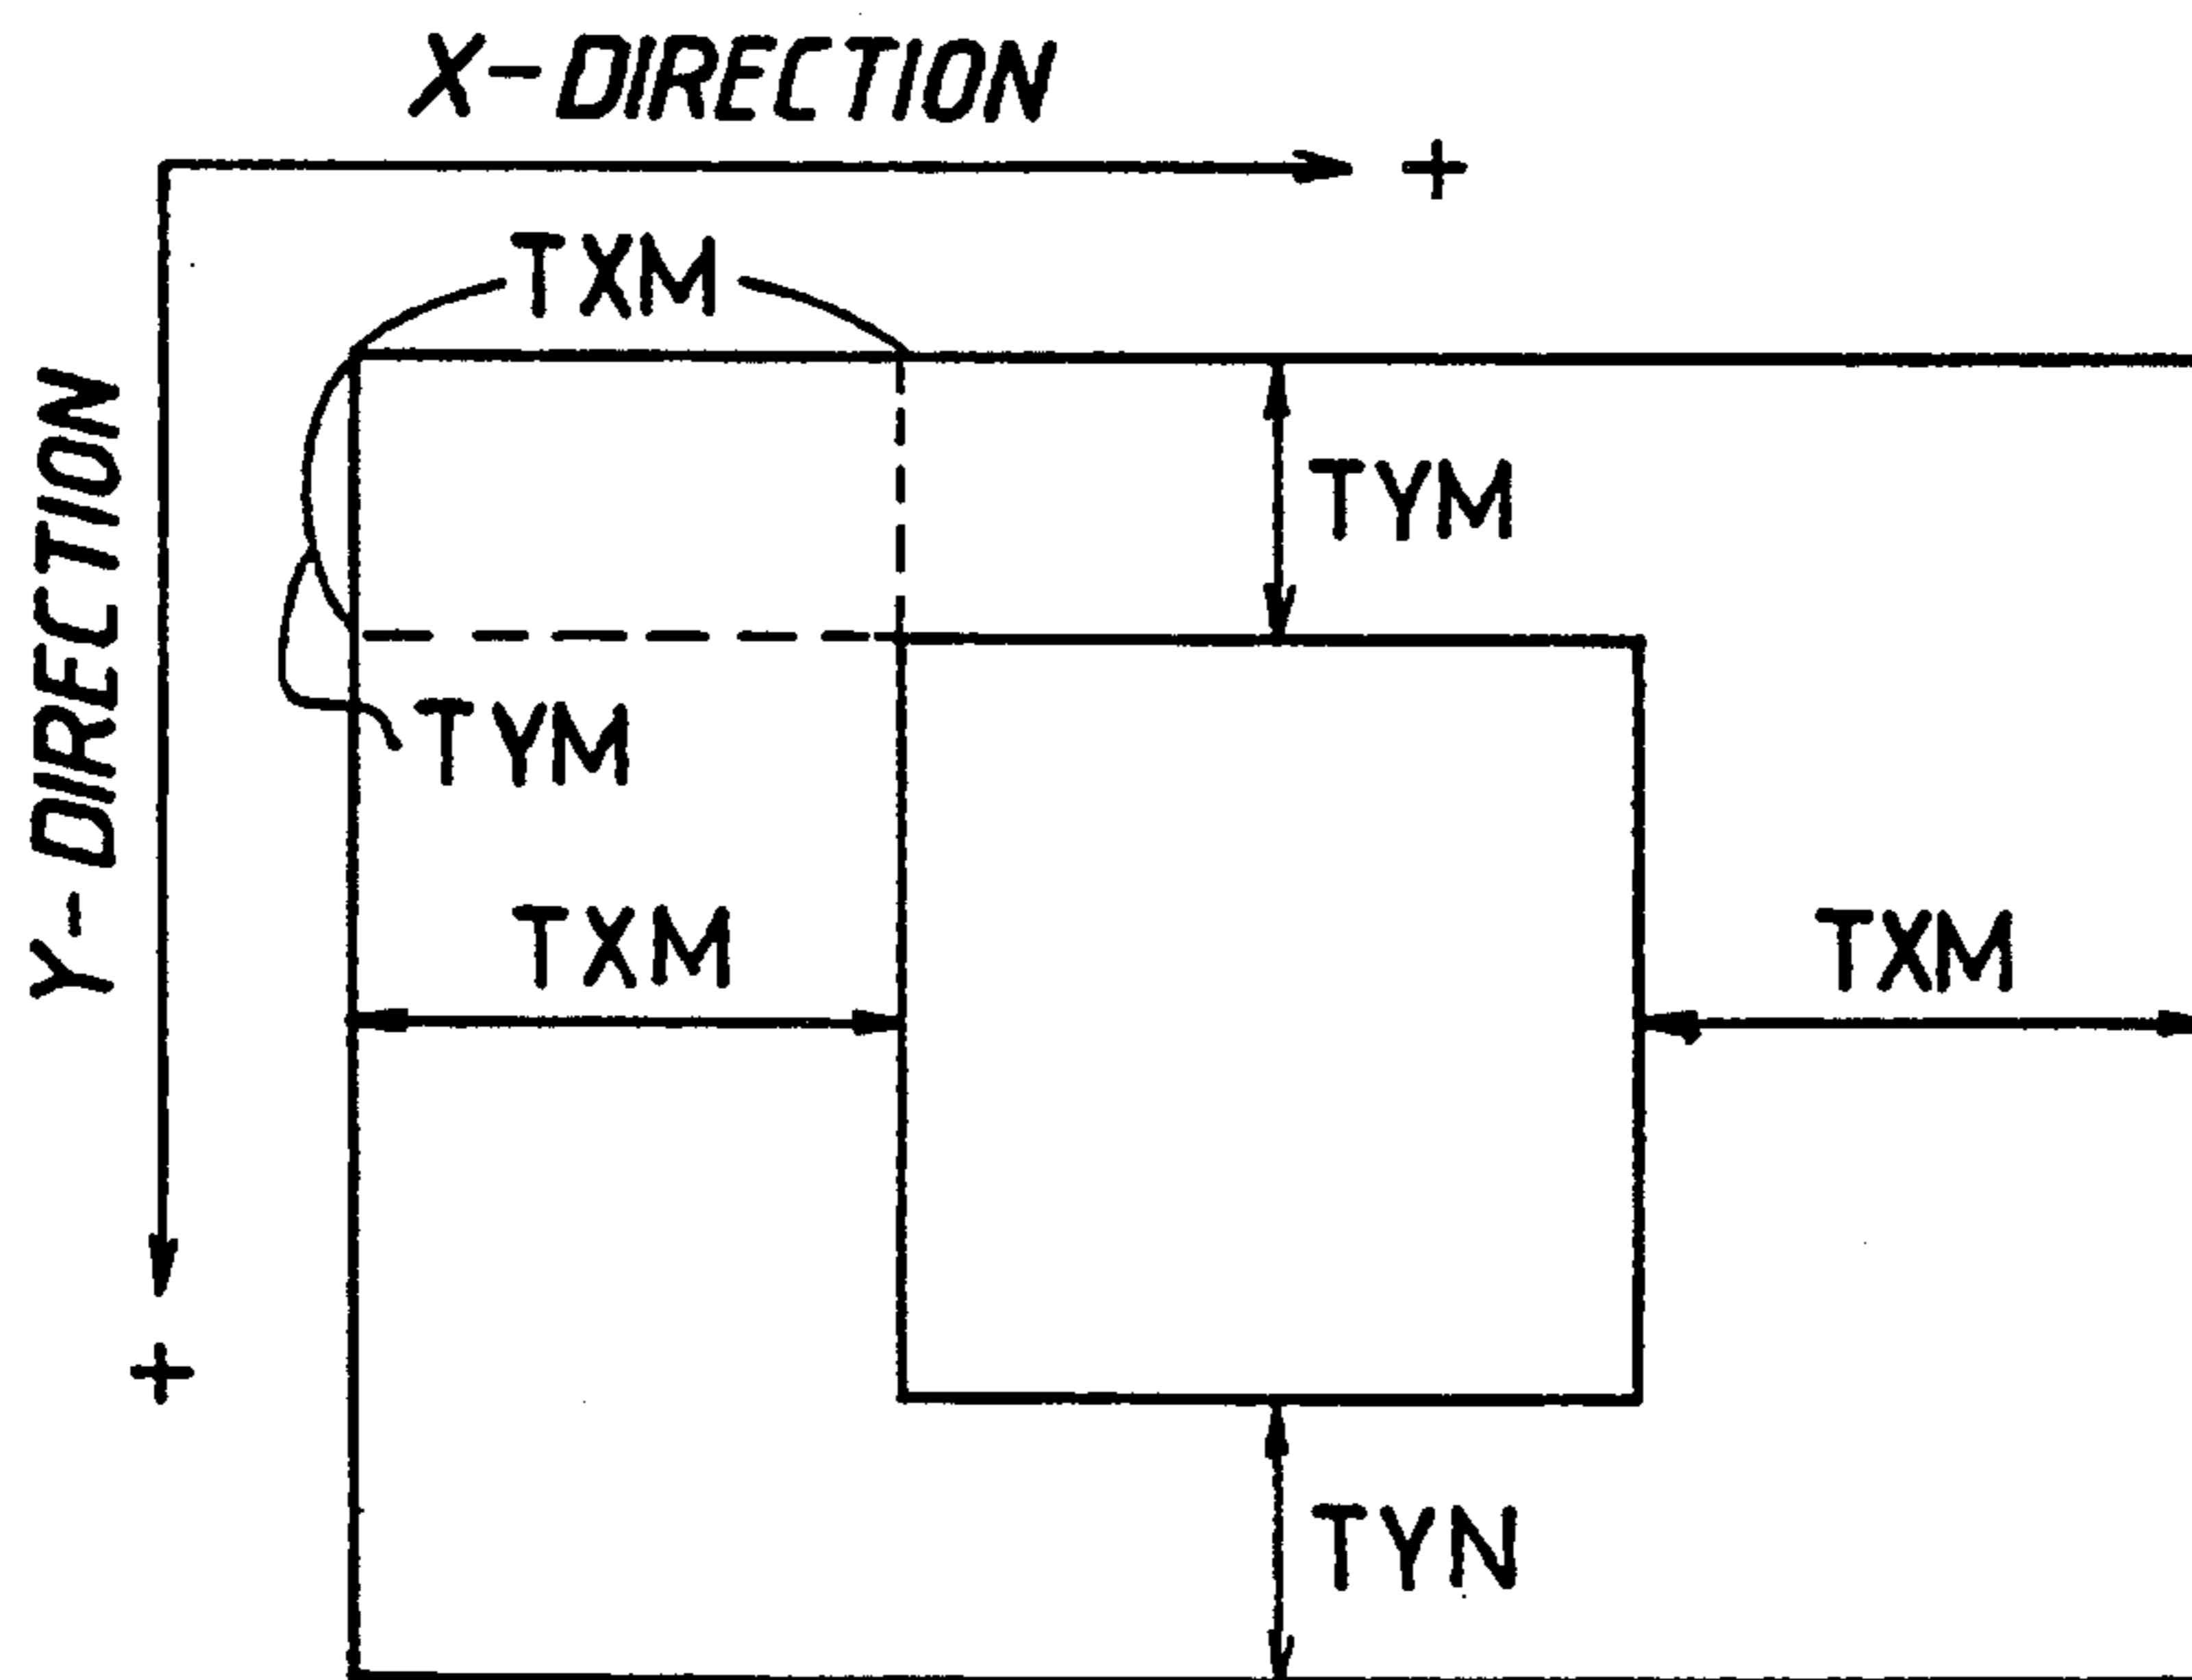 X-DIRECTION
+
TXM
TYM
Y-DIRECTION
TYM
TXM
TXM
+
TYN